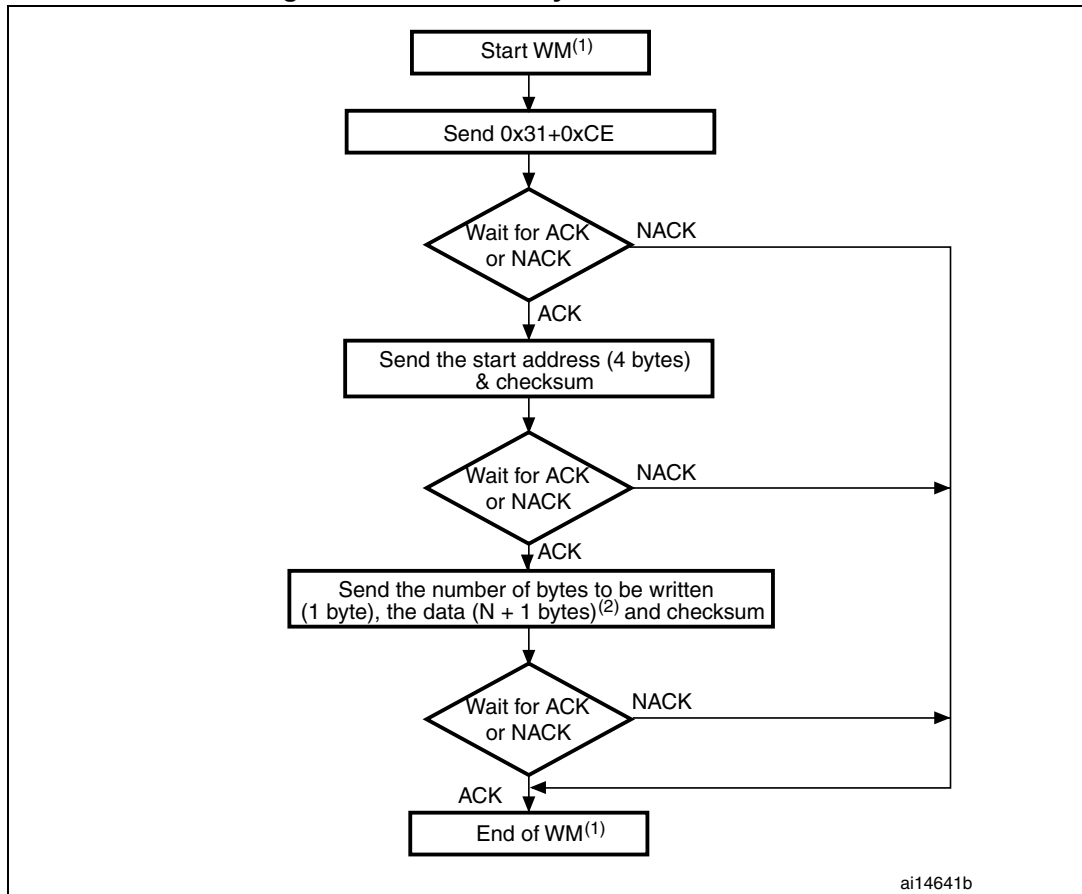 Start WM(1)
Send 0x31+0xCE
Wait for ACK
or NACK
NACK
ACK
Send the start address (4 bytes)
& checksum
Wait for ACK
or NACK
NACK
ACK
Send the number of bytes to be written
(1 byte), the data (N + 1 bytes)(2) and checksum
Wait for ACK
or NACK
NACK
ACK
End of WM(1)
ai14641b